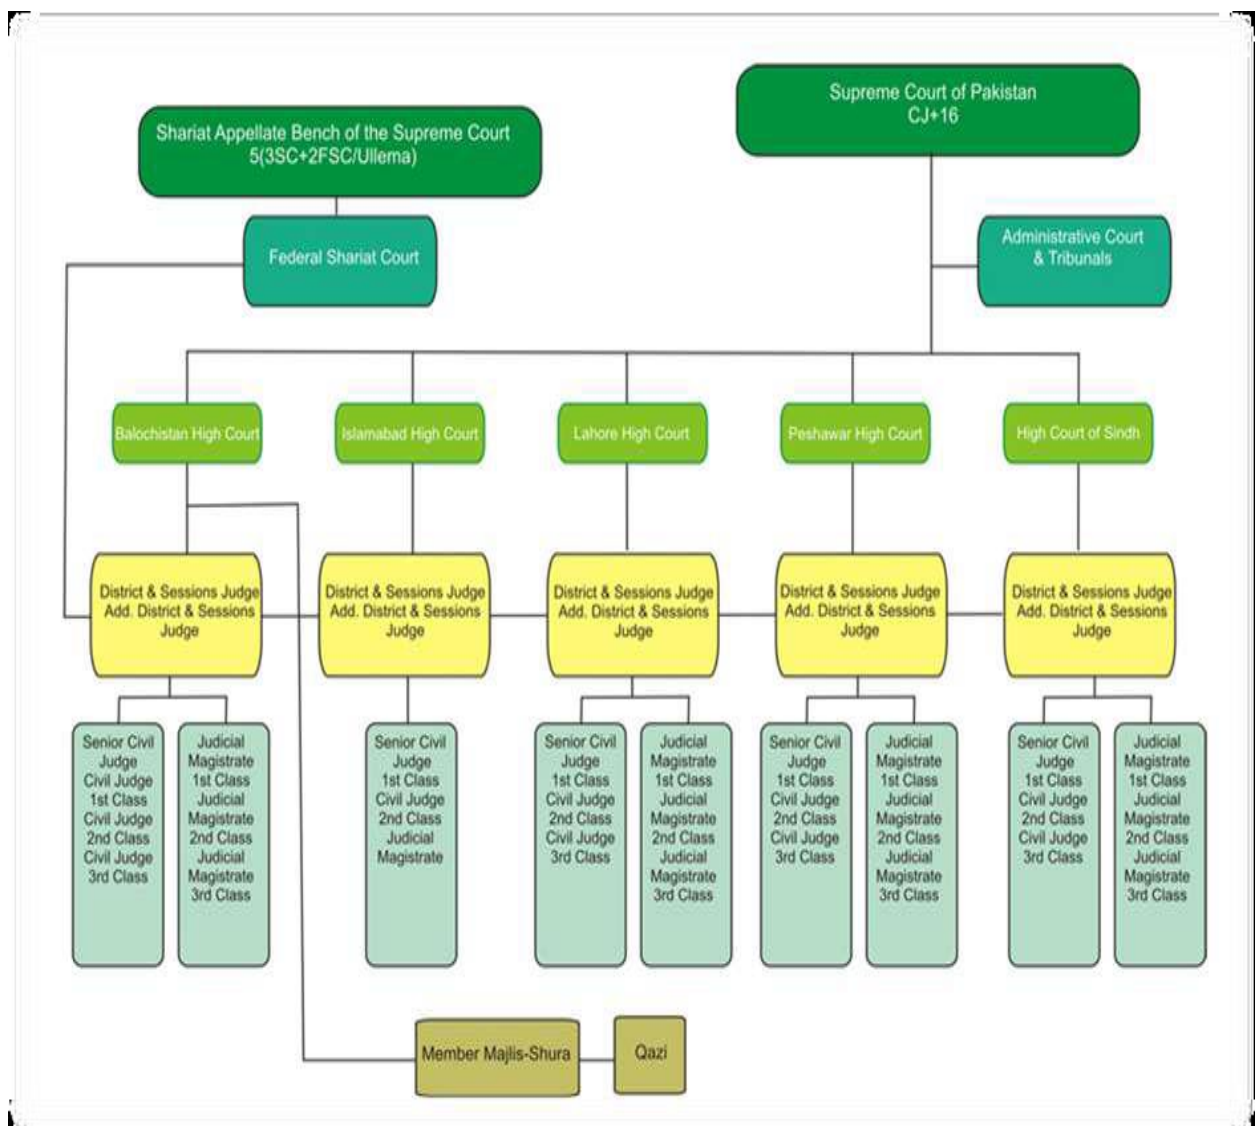 Supreme Court of Pakistan
CJ+16
Shariat Appellate Bench of the Supreme Court
5(3SC+2FSC/Ullema)
Federal Shariat Court
Administrative Court
& Tribunals
Balochistan High Court
Islamabad High Court
Lahore High Court
Peshawar High Court
High Court of Sindh
District & Sessions Judge
Add. District & Sessions
Judge
District & Sessions Judge
Add. District & Sessions
Judge
District & Sessions Judge
Add. District & Sessions
Judge
District & Sessions Judge
Add. District & Sessions
Judge
District & Sessions Judge
Add. District & Sessions
Judge
Senior Civil
Judge
Civil Judge
1st Class
Civil Judge
2nd Class
Civil Judge
3rd Class
Judicial
Magistrate
1st Class
Judicial
Magistrate
2nd Class
Judicial
Magistrate
3rd Class
Senior Civil
Judge
1st Class
Civil Judge
2nd Class
Judicial
Magistrate
Senior Civil
Judge
1st Class
Civil Judge
2nd Class
Civil Judge
3rd Class
Judicial
Magistrate
1st Class
Judicial
Magistrate
2nd Class
Judicial
Magistrate
3rd Class
Senior Civil
Judge
1st Class
Civil Judge
2nd Class
Civil Judge
3rd Class
Judicial
Magistrate
1st Class
Judicial
Magistrate
2nd Class
Judicial
Magistrate
3rd Class
Senior Civil
Judge
1st Class
Civil Judge
2nd Class
Civil Judge
3rd Class
Judicial
Magistrate
1st Class
Judicial
Magistrate
2nd Class
Judicial
Magistrate
3rd Class
Member Majlis-Shura
Qazi